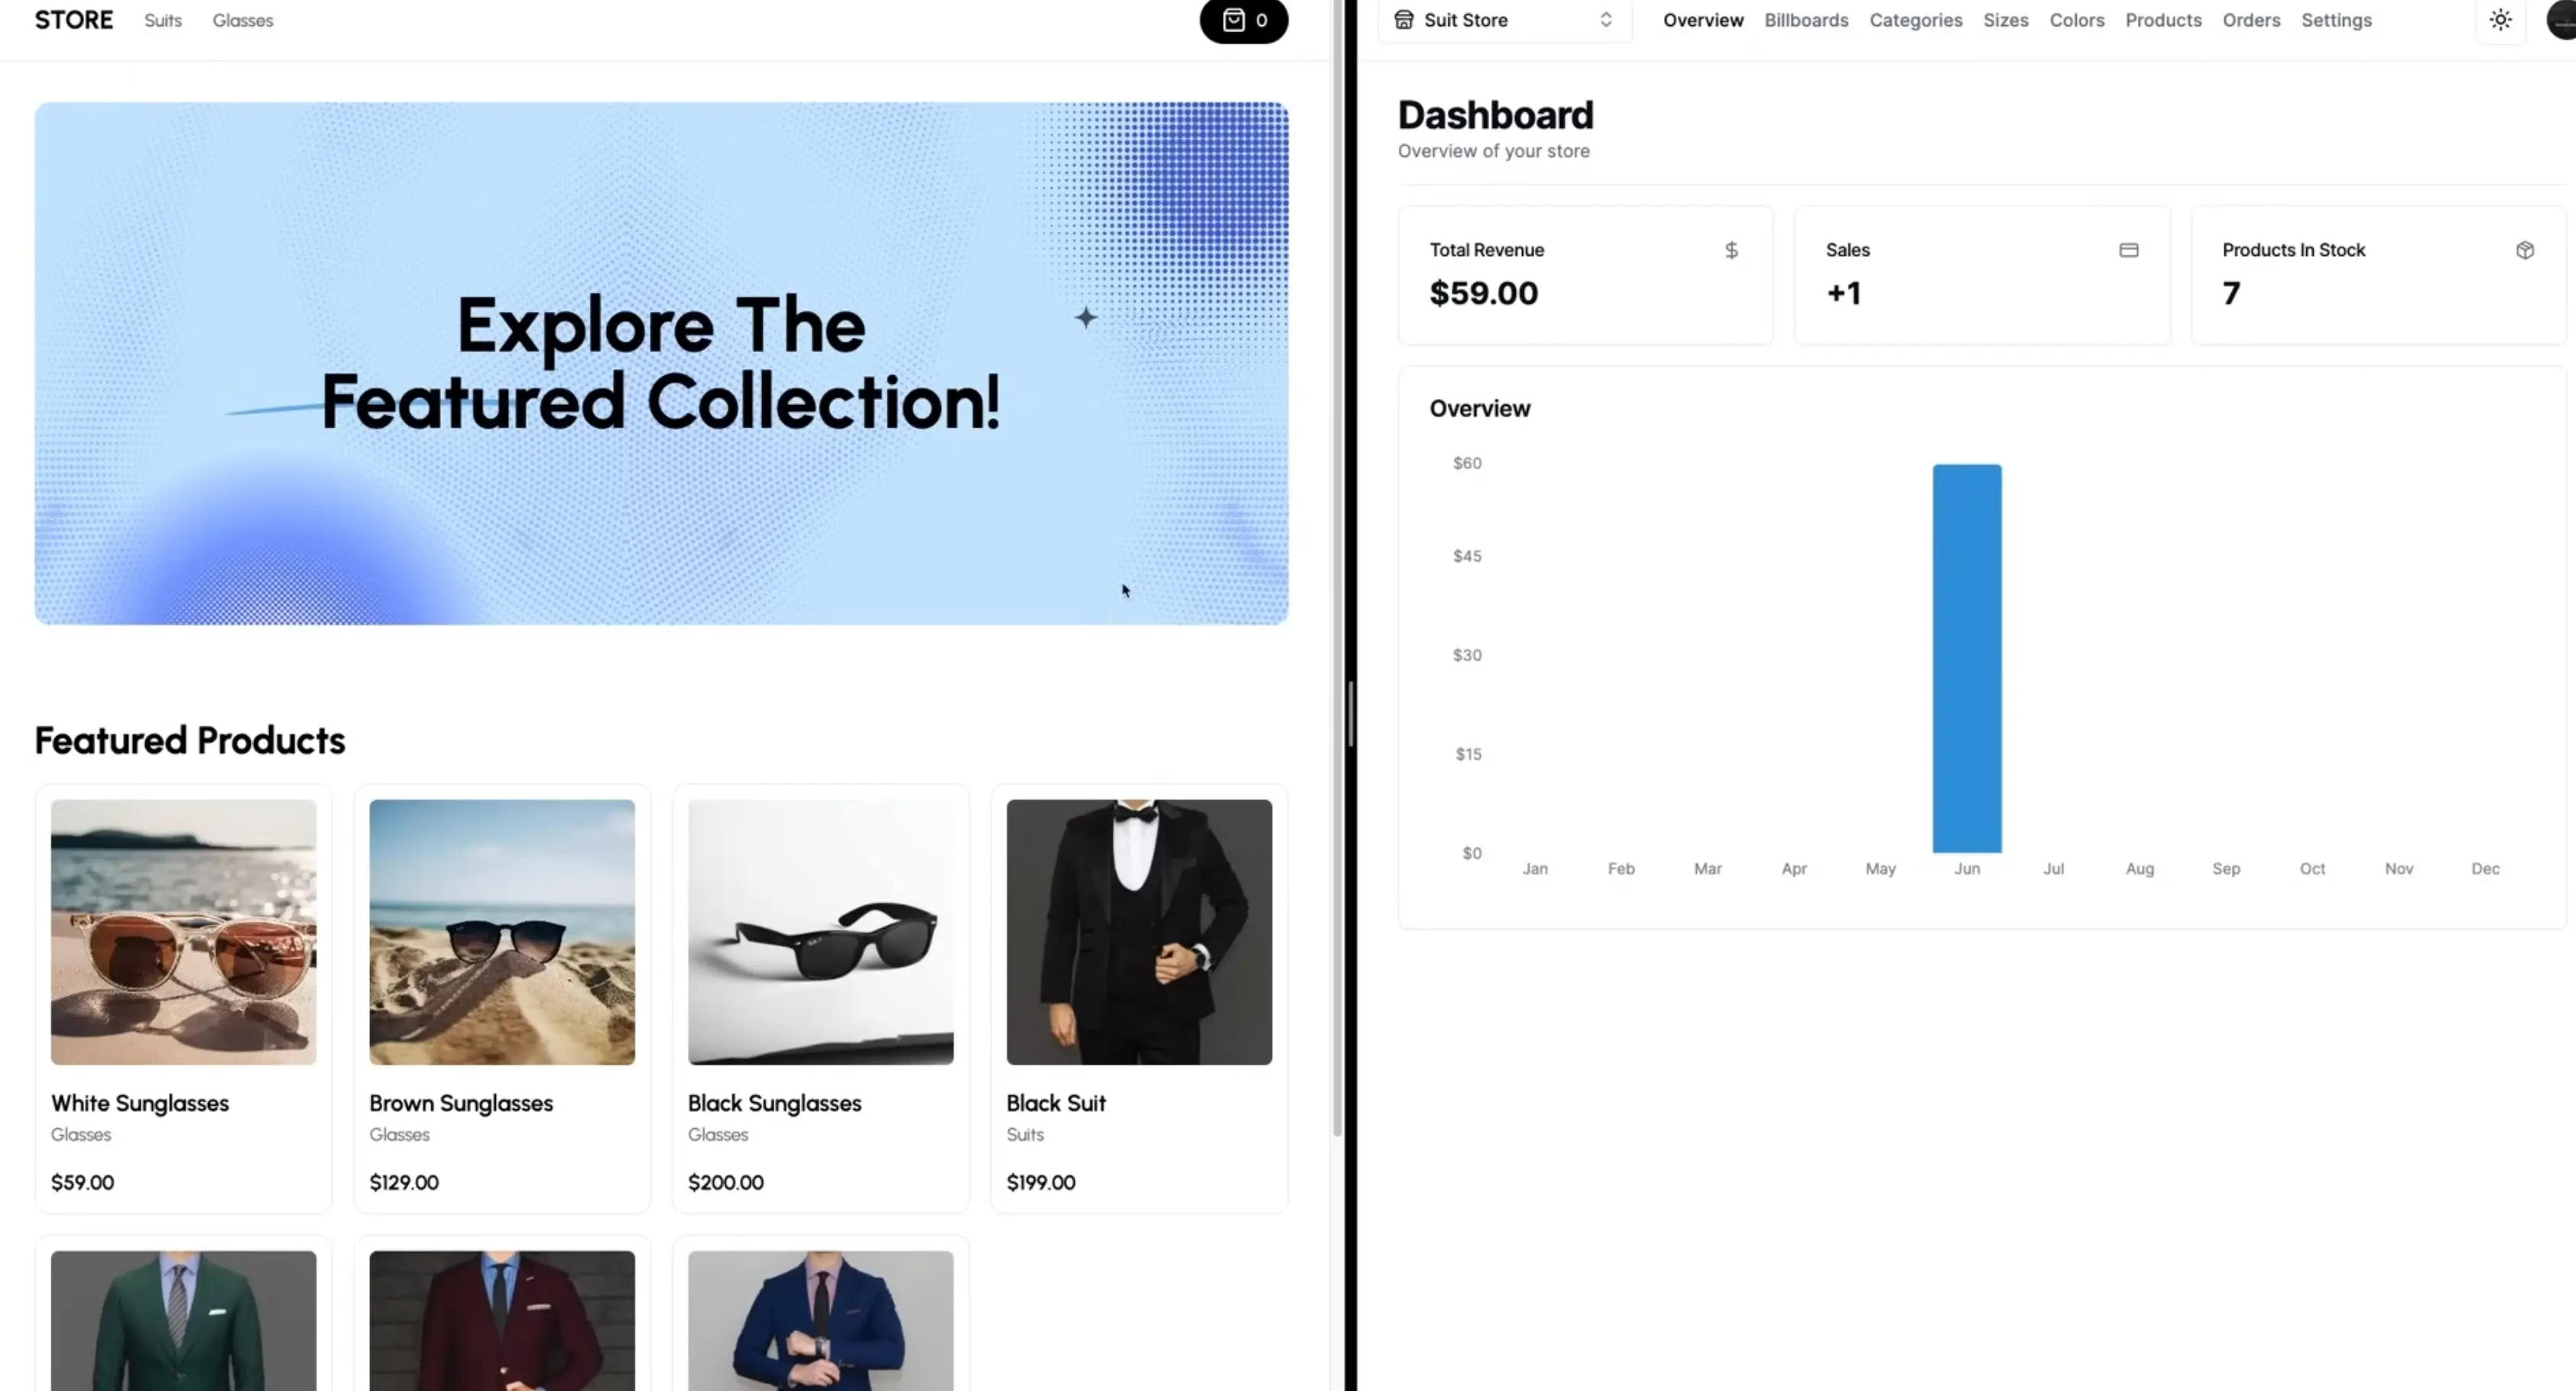 STORE Suits Glasses 0
Explore The
Featured Collection!
Featured Products
White Sunglasses
Glasses
$59.00
Brown Sunglasses
Glasses
$129.00
Black Sunglasses
Glasses
$200.00
Black Suit
Suits
$199.00
Suit Store Overview Billboards Categories Sizes Colors Products Orders Settings
Dashboard
Overview of your store
Total Revenue $
$59.00
Sales
+1
Products In Stock
7
Overview
$60
$45
$30
$15
$0
Jan Feb Mar Apr May Jun Jul Aug Sep Oct Nov Dec